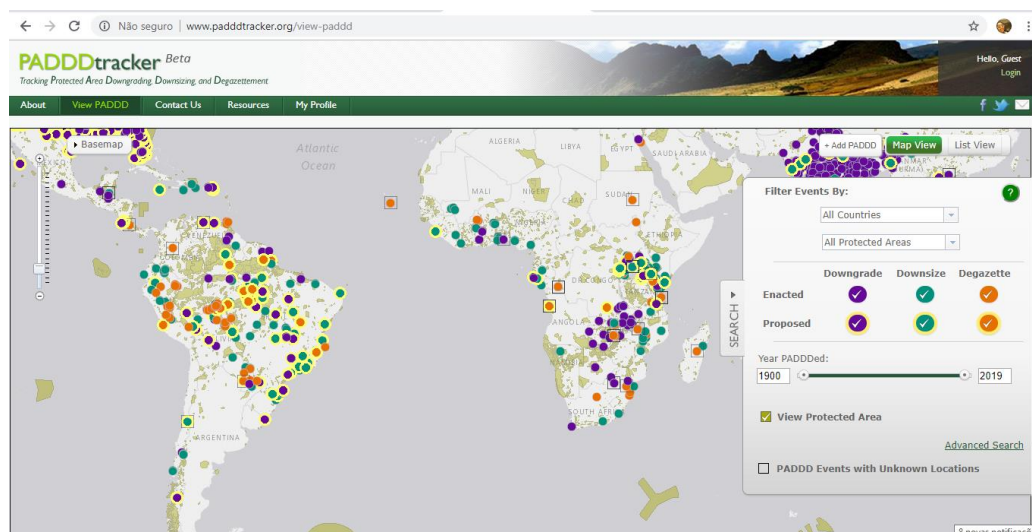 Não seguro | www.padddtracker.org/view-paddd
PADDDtracker Beta
Tracking Protected Area Downgrading, Downsizing, and Degazettement
Hello, Guest
Login
About View PADDD Contact Us Resources My Profile
Basemap
Atlantic
Ocean
ALGERIA
LIBYA
EGYPT
SAUDI ARABIA
+ Add PADDD Map View List View
MALI
NIGER
CHAD
SUDAN
ETHIOPIA
ANGOLA
SOUTH AFRICA
ARGENTINA
SEARCH
Filter Events By:
?
All Countries
All Protected Areas
Downgrade Downsize Degazette
Enacted
Proposed
Year PADDDed:
1900 2019
View Protected Area
Advanced Search
PADDD Events with Unknown Locations